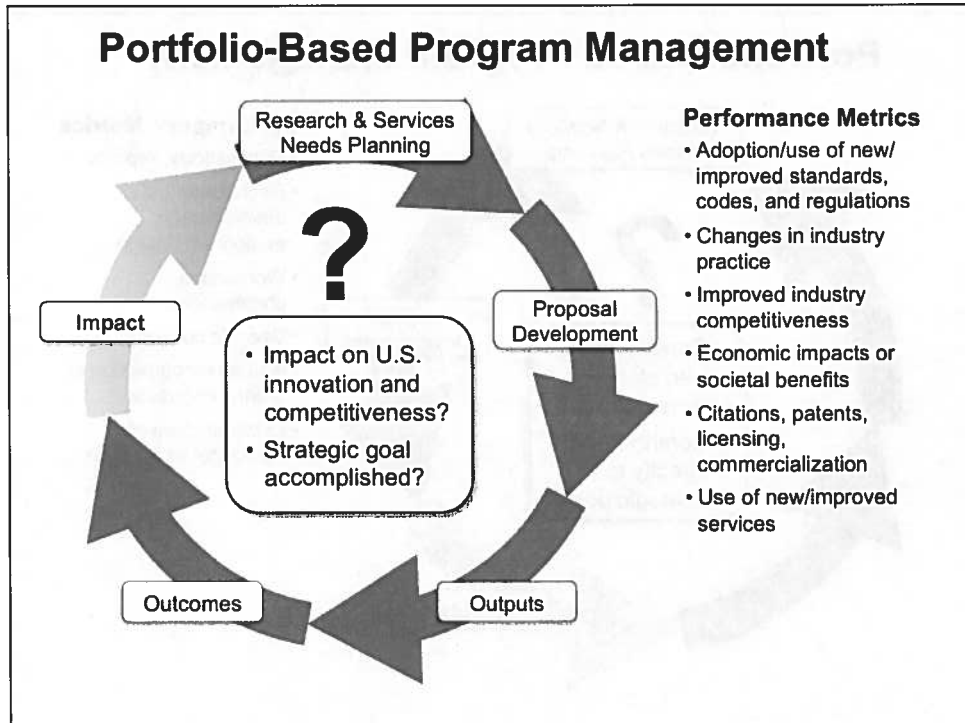 Portfolio-Based Program Management
Research & Services
Needs Planning
?
Impact
Proposal
Development
• Impact on U.S.
innovation and
competitiveness?
• Strategic goal
accomplished?
Outcomes
Outputs
Performance Metrics
• Adoption/use of new/
improved standards,
codes, and regulations
• Changes in industry
practice
• Improved industry
competitiveness
• Economic impacts or
societal benefits
• Citations, patents,
licensing,
commercialization
• Use of new/improved
services